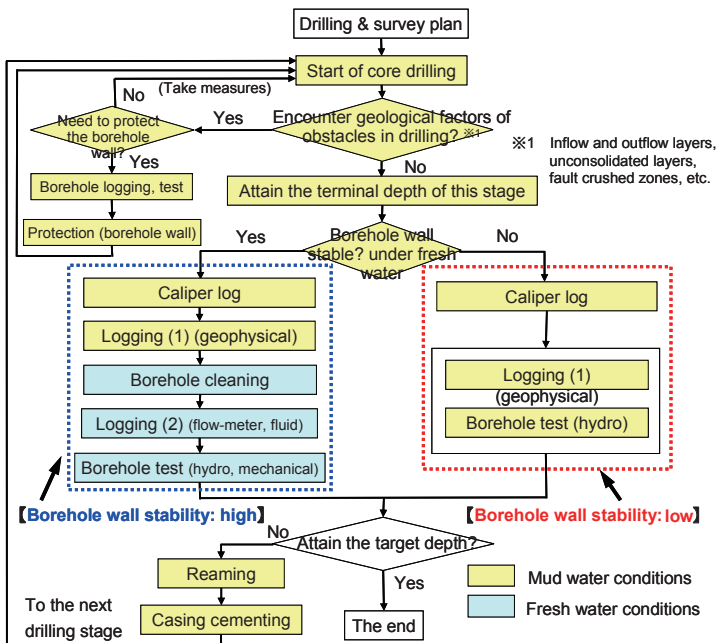 Drilling & survey plan
Start of core drilling
(Take measures)
No
Need to
protect
the borehole
wall?
Yes
Encounter geological factors of
obstacles in drilling? ※1
※1 Inflow and outflow layers,
unconsolidated layers,
fault crushed zones, etc.
Yes
No
Borehole logging, test
Attain the terminal depth of this stage
Protection (borehole wall)
Yes
Borehole wall
stable? under fresh
water
No
Caliper log
Logging (1) (geophysical)
Borehole cleaning
Logging (2) (flow-meter, fluid)
Borehole test (hydro, mechanical)
Caliper log
Logging (1)
(geophysical)
Borehole test (hydro)
【Borehole wall stability: high】
【Borehole wall stability: low】
No
Attain the target depth?
Reaming
Yes
Mud water conditions
To the next
drilling stage
Casing cementing
The end
Fresh water conditions